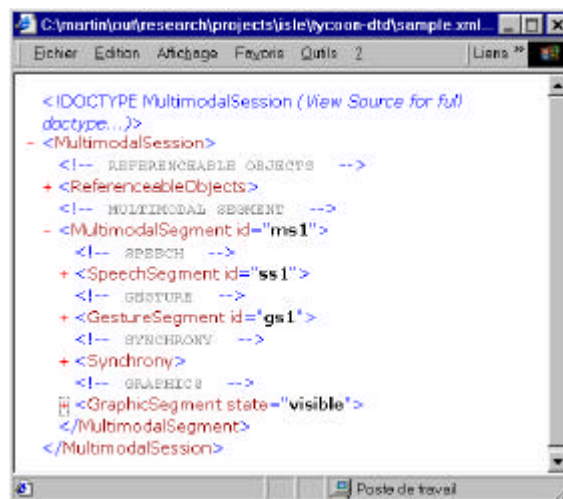 C:\martin\out\research\projects\isle\tycoon-dtd\sample.xml...
Fichier Edition Affichage Favoris Outils ? Liens »
<!DOCTYPE MultimodalSession (View Source for full
doctype...)>
- <MultimodalSession>
<!-- REFERENCEABLE OBJECTS -->
+ <ReferenceableObjects>
<!-- MULTIMODAL SEGMENT -->
- <MultimodalSegment id="ms1">
<!-- SPEECH -->
+ <SpeechSegment id="ss1">
<!-- GESTURE -->
+ <GestureSegment id="gs1">
<!-- SYNCHRONY -->
+ <Synchrony>
<!-- GRAPHICS -->
+ <GraphicSegment state="visible">
</MultimodalSegment>
</MultimodalSession>
Poste de travail